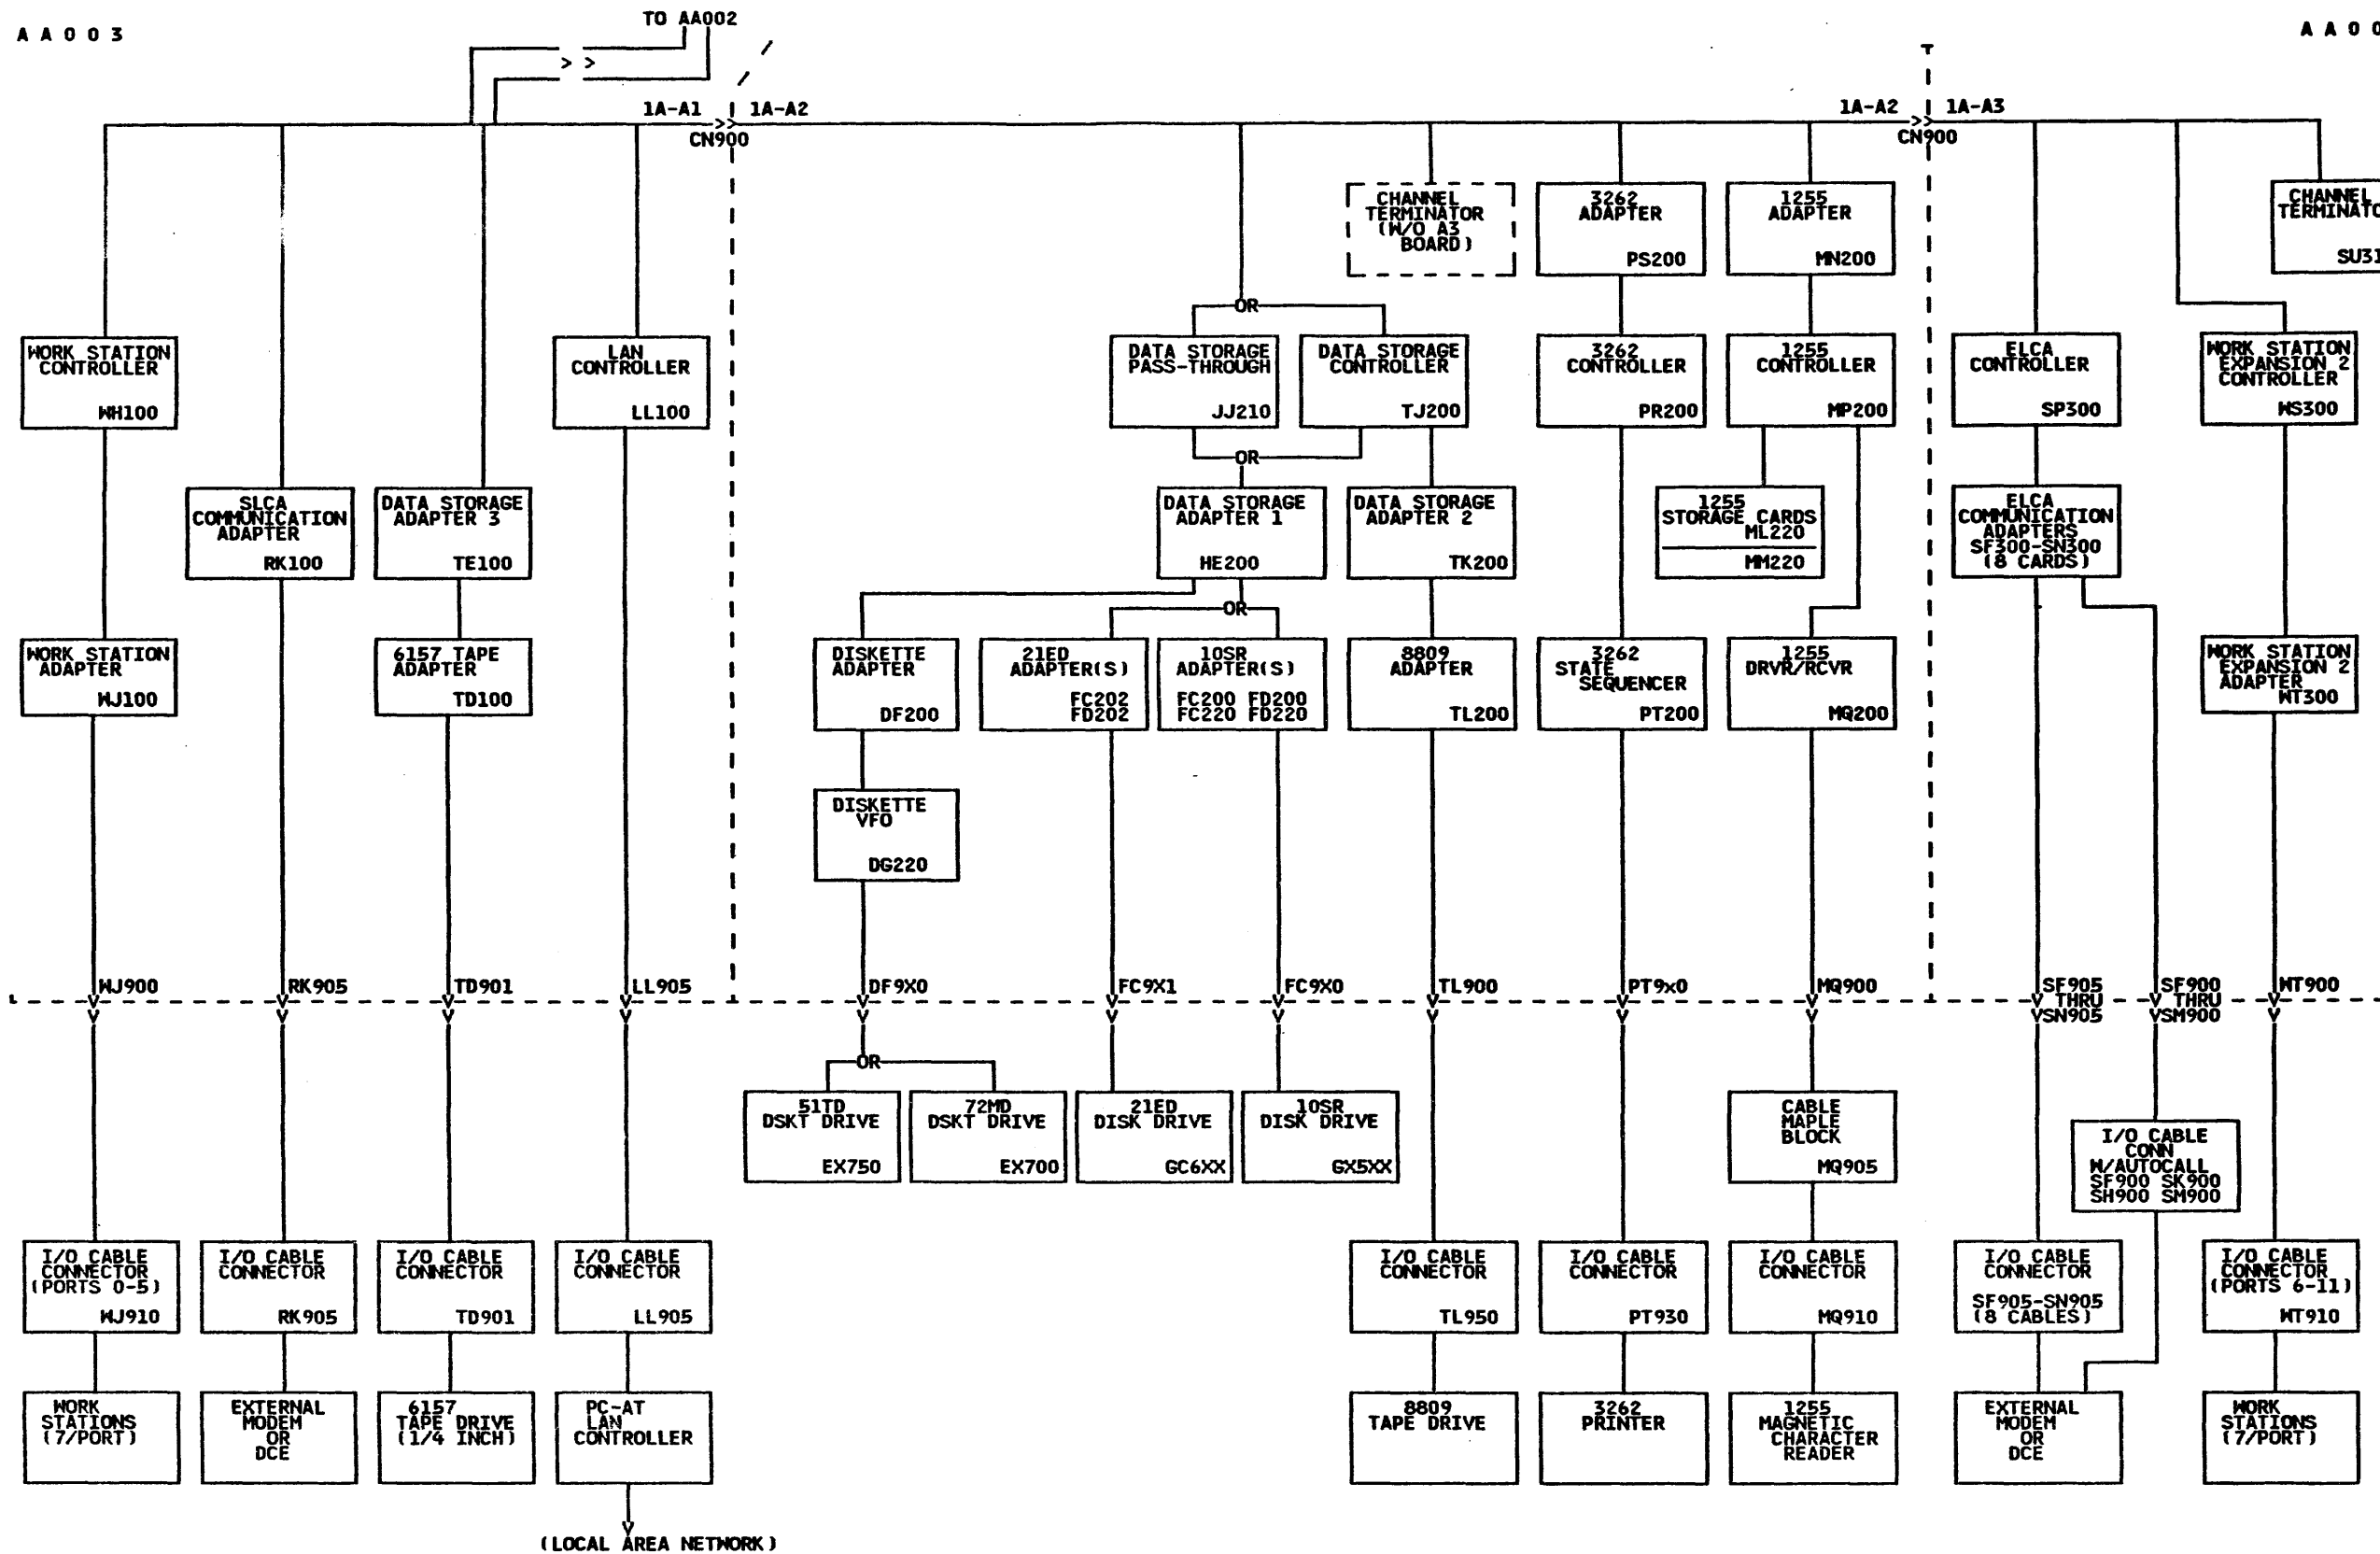 A A 0 0 3
TO AA002
A A 0 0
> >
1A-A1
1A-A2
CN900
1A-A2
1A-A3
CN900
CHANNEL
TERMINATOR
(W/O A3
BOARD)
3262
ADAPTER
PS200
1255
ADAPTER
MN200
CHANNEL
TERMINATO
SU31
OR
WORK STATION
CONTROLLER
WH100
LAN
CONTROLLER
LL100
DATA STORAGE
PASS-THROUGH
JJ210
DATA STORAGE
CONTROLLER
TJ200
3262
CONTROLLER
PR200
1255
CONTROLLER
MP200
ELCA
CONTROLLER
SP300
WORK STATION
EXPANSION 2
CONTROLLER
WS300
OR
SLCA
COMMUNICATION
ADAPTER
RK100
DATA STORAGE
ADAPTER 3
TE100
DATA STORAGE
ADAPTER 1
HE200
DATA STORAGE
ADAPTER 2
TK200
1255
STORAGE CARDS
ML220
MM220
ELCA
COMMUNICATION
ADAPTERS
SF300-SN300
(8 CARDS)
OR
WORK STATION
ADAPTER
WJ100
6157 TAPE
ADAPTER
TD100
DISKETTE
ADAPTER
DF200
21ED
ADAPTER(S)
FC202
FD202
10SR
ADAPTER(S)
FC200 FD200
FC220 FD220
8809
ADAPTER
TL200
3262
STATE
SEQUENCER
PT200
1255
DRVR/RCVR
MQ200
WORK STATION
EXPANSION 2
ADAPTER
WT300
DISKETTE
VFO
DG220
WJ900
RK905
TD901
LL905
DF9X0
FC9X1
FC9X0
TL900
PT9x0
MQ900
SF905
THRU
SN905
SF900
THRU
SM900
WT900
OR
51TD
DSKT DRIVE
EX750
72MD
DSKT DRIVE
EX700
21ED
DISK DRIVE
GC6XX
10SR
DISK DRIVE
GX5XX
CABLE
MAPLE
BLOCK
MQ905
I/O CABLE
CONN
W/AUTOCALL
SF900 SK900
SH900 SM900
I/O CABLE
CONNECTOR
(PORTS 0-5)
WJ910
I/O CABLE
CONNECTOR
RK905
I/O CABLE
CONNECTOR
TD901
I/O CABLE
CONNECTOR
LL905
I/O CABLE
CONNECTOR
TL950
I/O CABLE
CONNECTOR
PT930
I/O CABLE
CONNECTOR
MQ910
I/O CABLE
CONNECTOR
SF905-SN905
(8 CABLES)
I/O CABLE
CONNECTOR
(PORTS 6-11)
WT910
WORK
STATIONS
(7/PORT)
EXTERNAL
MODEM
OR
DCE
6157
TAPE DRIVE
(1/4 INCH)
PC-AT
LAN
CONTROLLER
8809
TAPE DRIVE
3262
PRINTER
1255
MAGNETIC
CHARACTER
READER
EXTERNAL
MODEM
OR
DCE
WORK
STATIONS
(7/PORT)
(LOCAL AREA NETWORK)